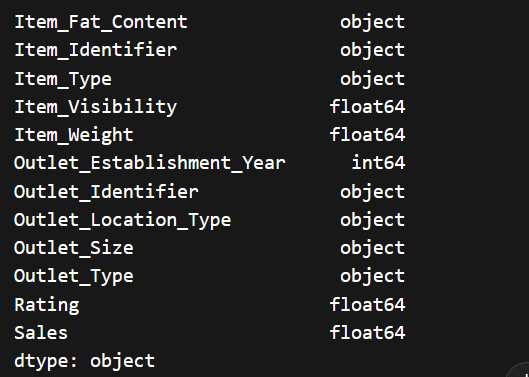 Item_Fat_Content object
Item_Identifier object
Item_Type object
Item_Visibility float64
Item_Weight float64
Outlet_Establishment_Year int64
Outlet_Identifier object
Outlet_Location_Type object
Outlet_Size object
Outlet_Type object
Rating float64
Sales float64
dtype: object